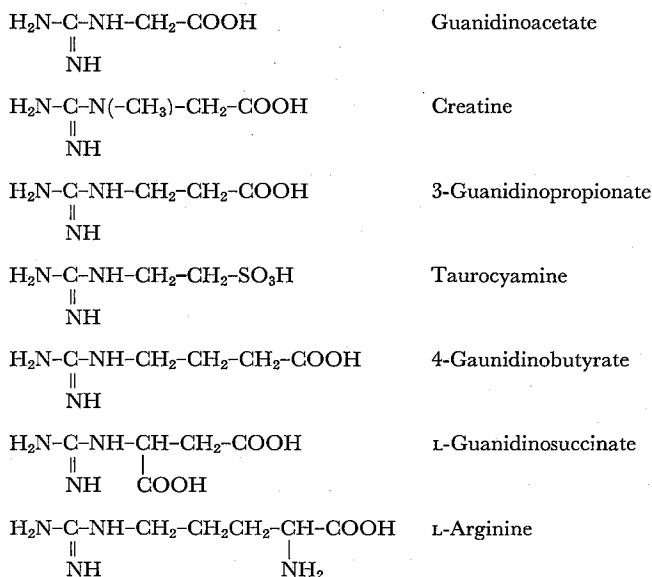 H₂N–C–NH–CH₂–COOH Guanidinoacetate
‖
NH
H₂N–C–N(–CH₃)–CH₂–COOH Creatine
‖
NH
H₂N–C–NH–CH₂–CH₂–COOH 3-Guanidinopropionate
‖
NH
H₂N–C–NH–CH₂–CH₂–SO₃H Taurocyamine
‖
NH
H₂N–C–NH–CH₂–CH₂–CH₂–COOH 4-Gaunidinobutyrate
‖
NH
H₂N–C–NH–CH–CH₂–COOH L-Guanidinosuccinate
‖ |
NH COOH
H₂N–C–NH–CH₂–CH₂CH₂–CH–COOH L-Arginine
‖ |
NH NH₂